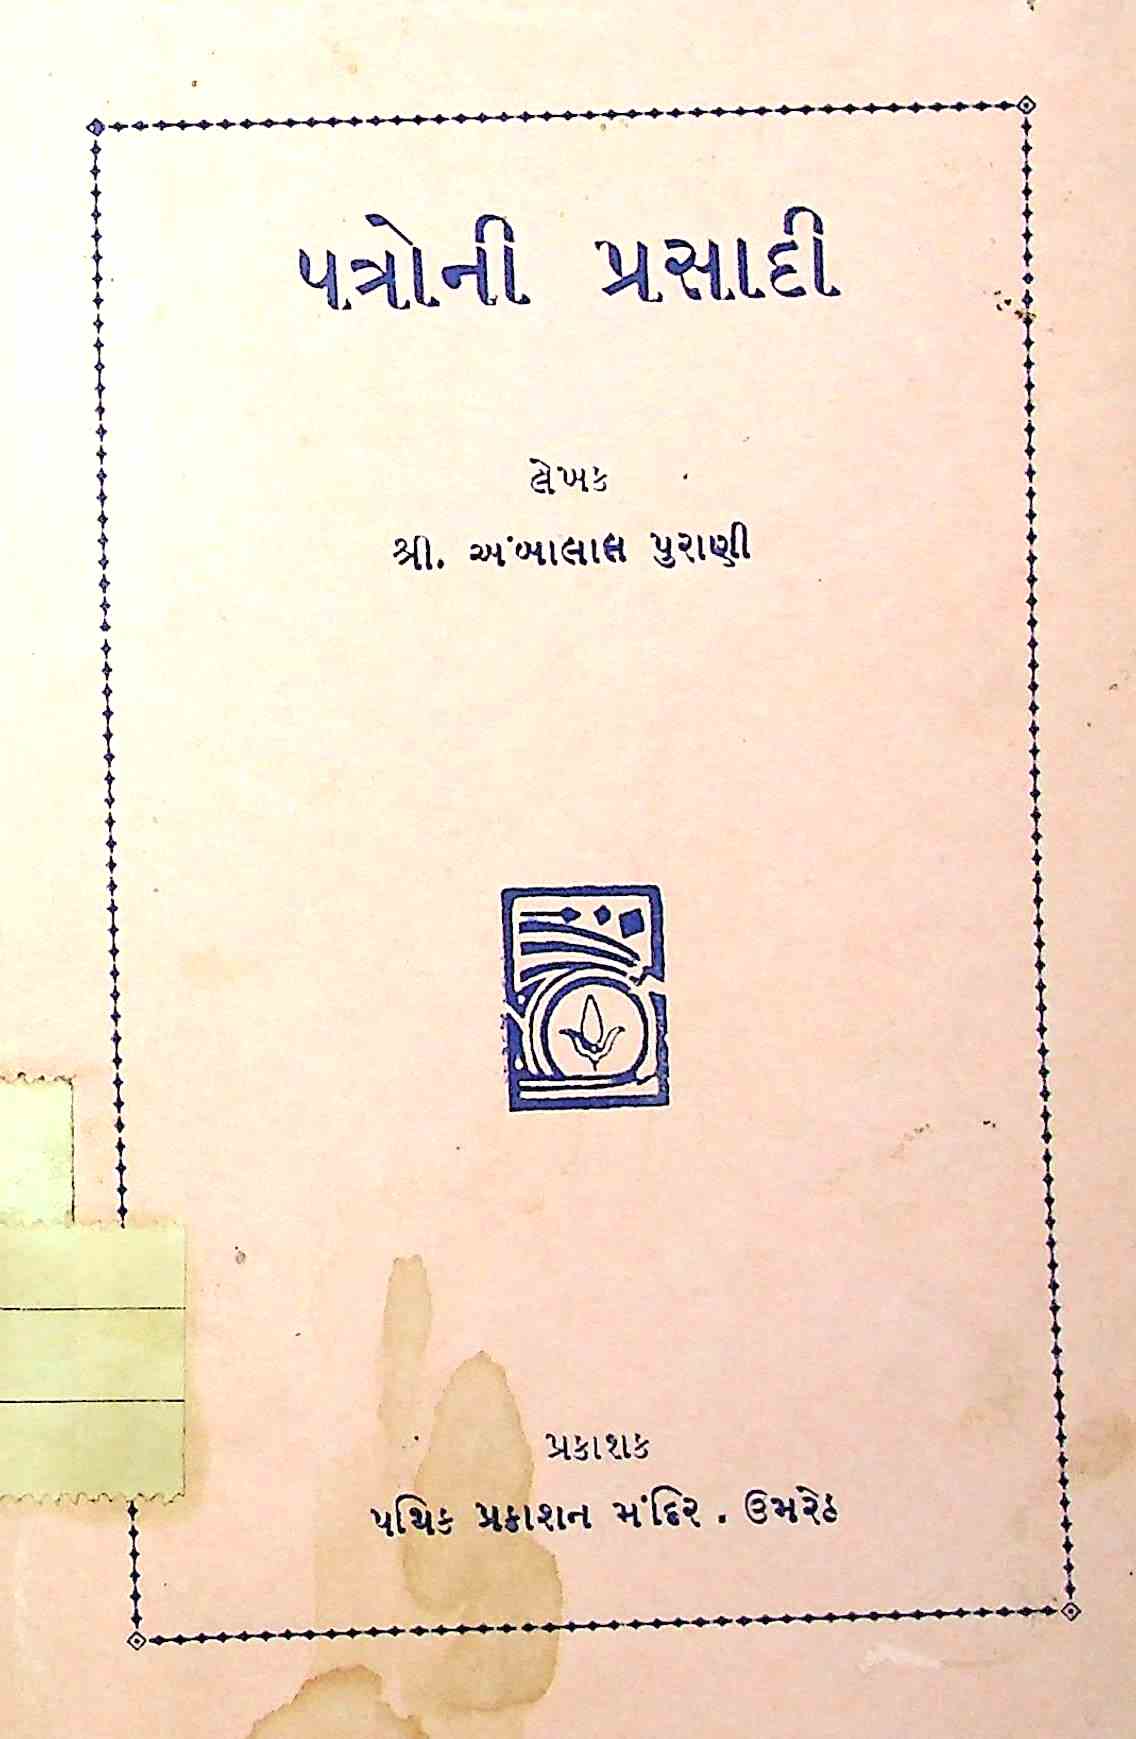 પત્રોની પ્રસાદી
લેખક
શ્રી. અંબાલાલ પુરાણી
પ્રકાશક
પથિક પ્રકાશન મંદિર . ઉમરેઠ